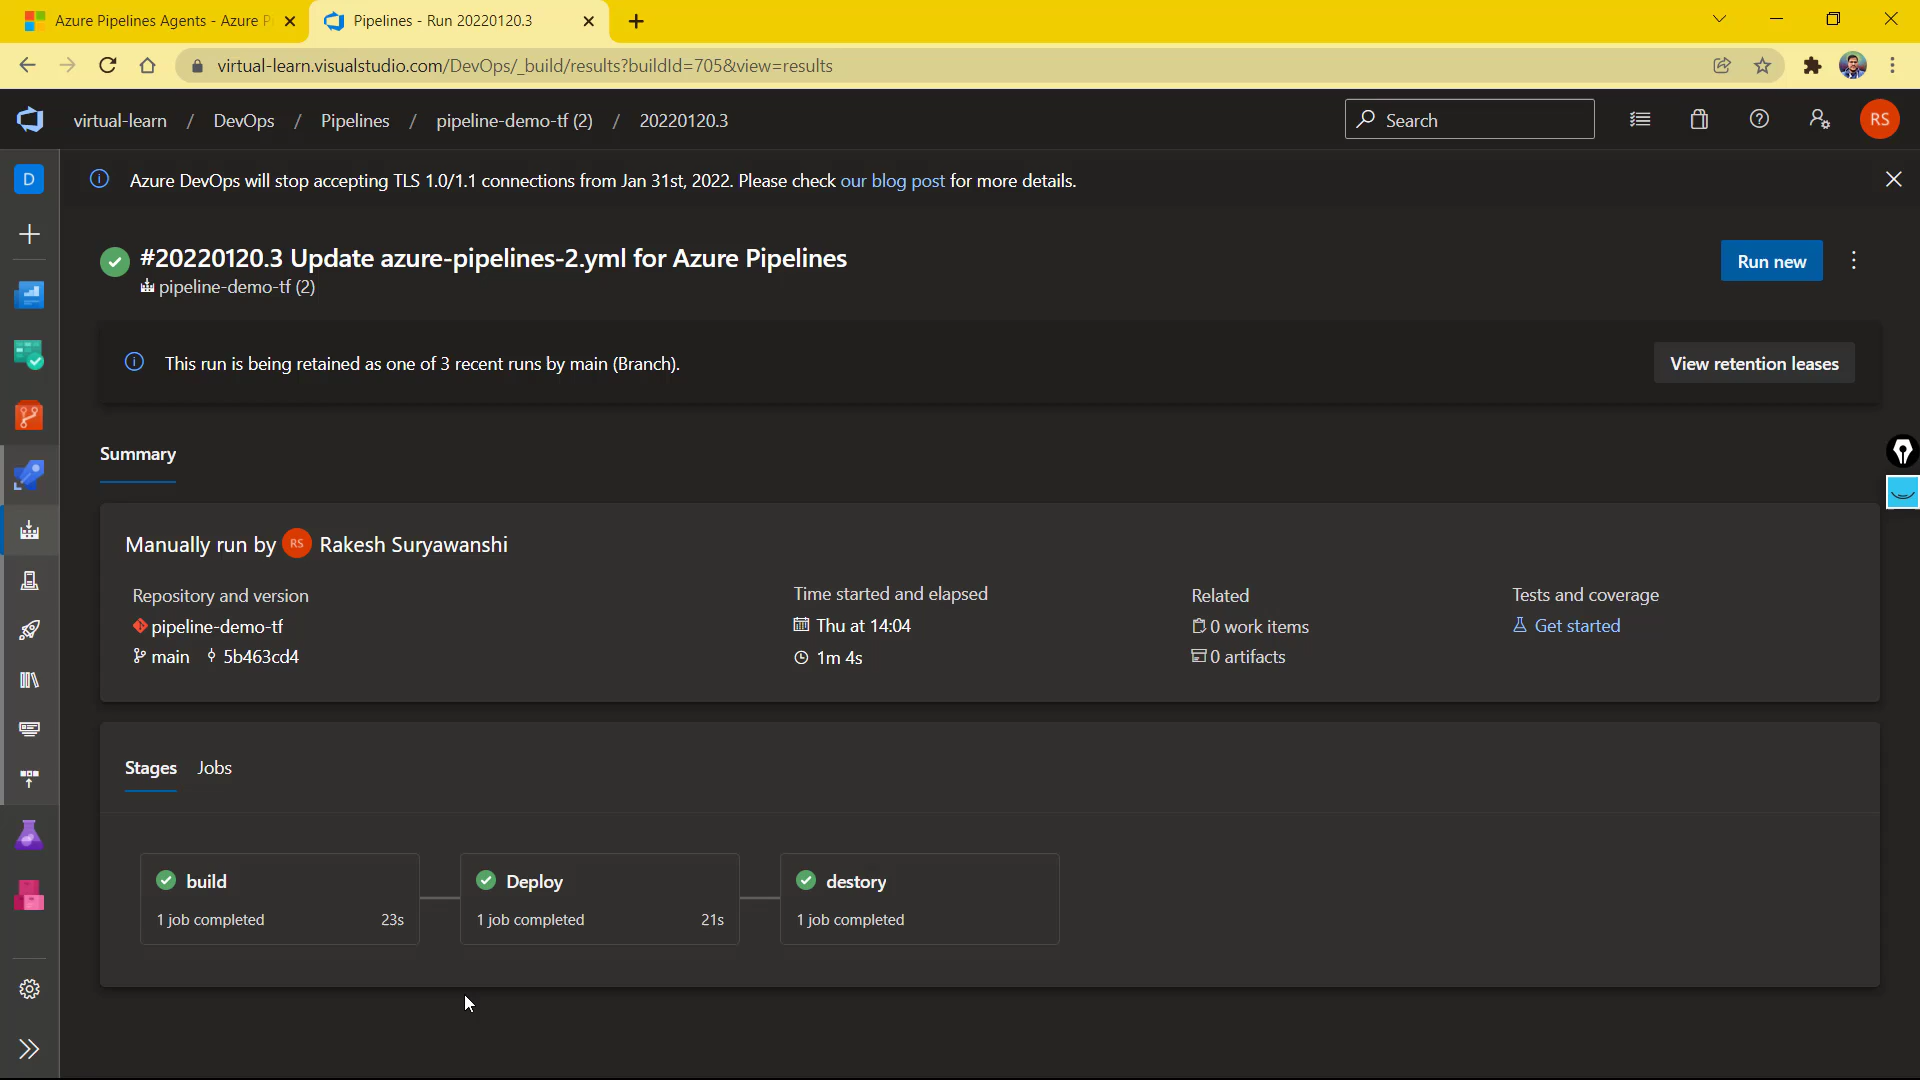 Azure Pipelines Agents - Azure P
Pipelines - Run 20220120.3
virtual-learn.visualstudio.com/DevOps/_build/results?buildId=705&view=results
virtual-learn / DevOps / Pipelines / pipeline-demo-tf (2) / 20220120.3
Search
RS
D
Azure DevOps will stop accepting TLS 1.0/1.1 connections from Jan 31st, 2022. Please check our blog post for more details.
#20220120.3 Update azure-pipelines-2.yml for Azure Pipelines
pipeline-demo-tf (2)
Run new
This run is being retained as one of 3 recent runs by main (Branch).
View retention leases
Summary
Manually run by RS Rakesh Suryawanshi
Repository and version
pipeline-demo-tf
main 5b463cd4
Time started and elapsed
Thu at 14:04
1m 4s
Related
0 work items
0 artifacts
Tests and coverage
Get started
Stages Jobs
build
1 job completed 23s
Deploy
1 job completed 21s
destory
1 job completed